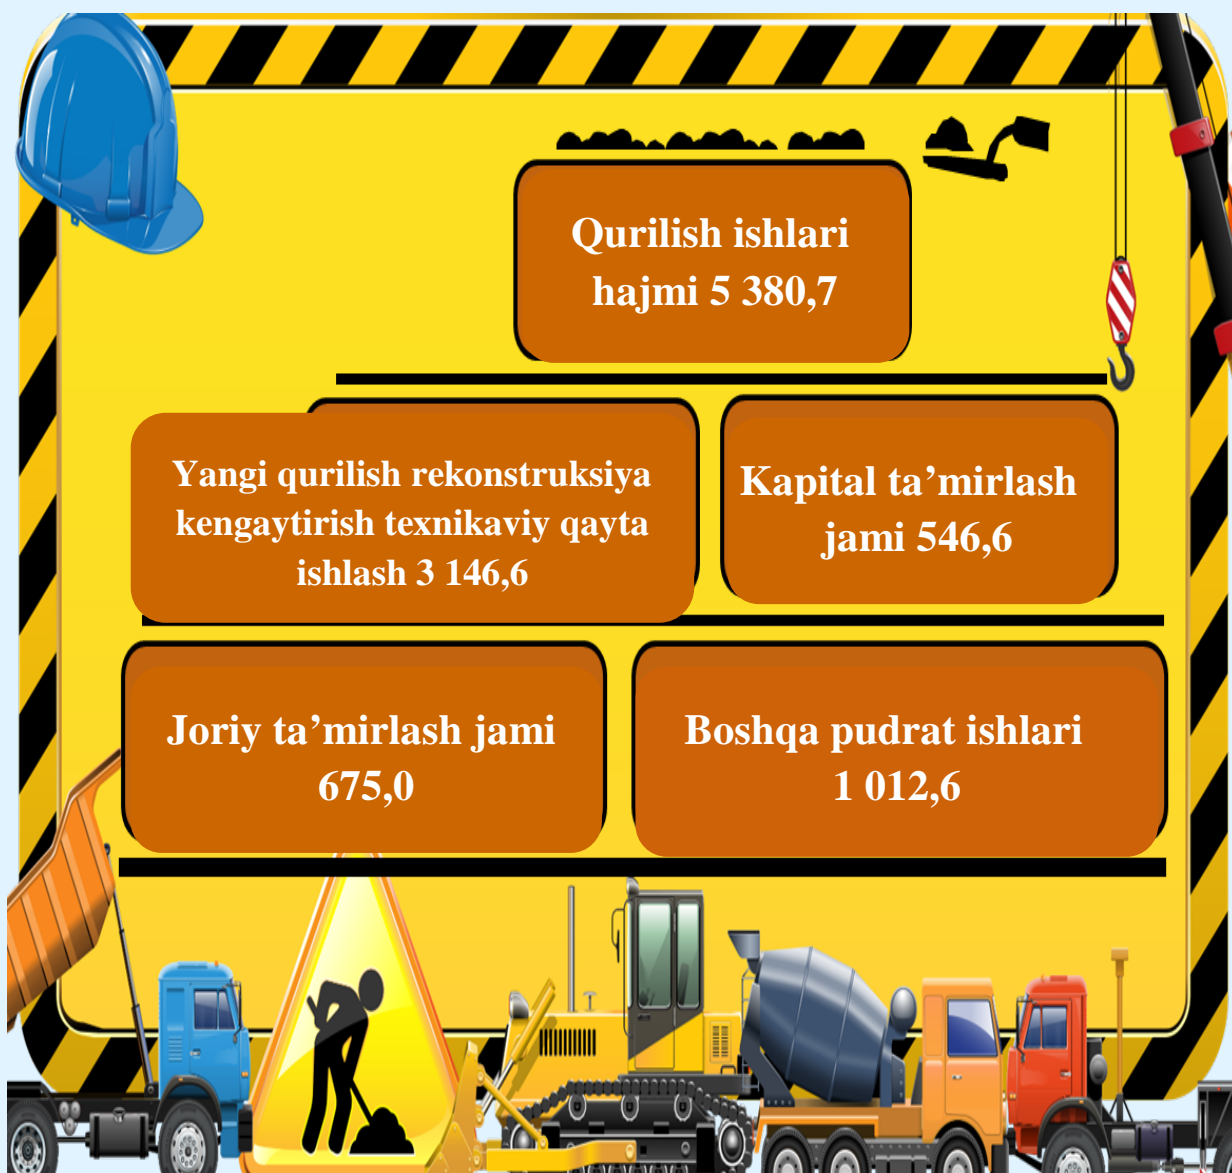 Qurilish ishlari
hajmi 5 380,7
Yangi qurilish rekonstruksiya
kengaytirish texnikaviy qayta
ishlash 3 146,6
Kapital ta’mirlash
jami 546,6
Joriy ta’mirlash jami
675,0
Boshqa pudrat ishlari
1 012,6